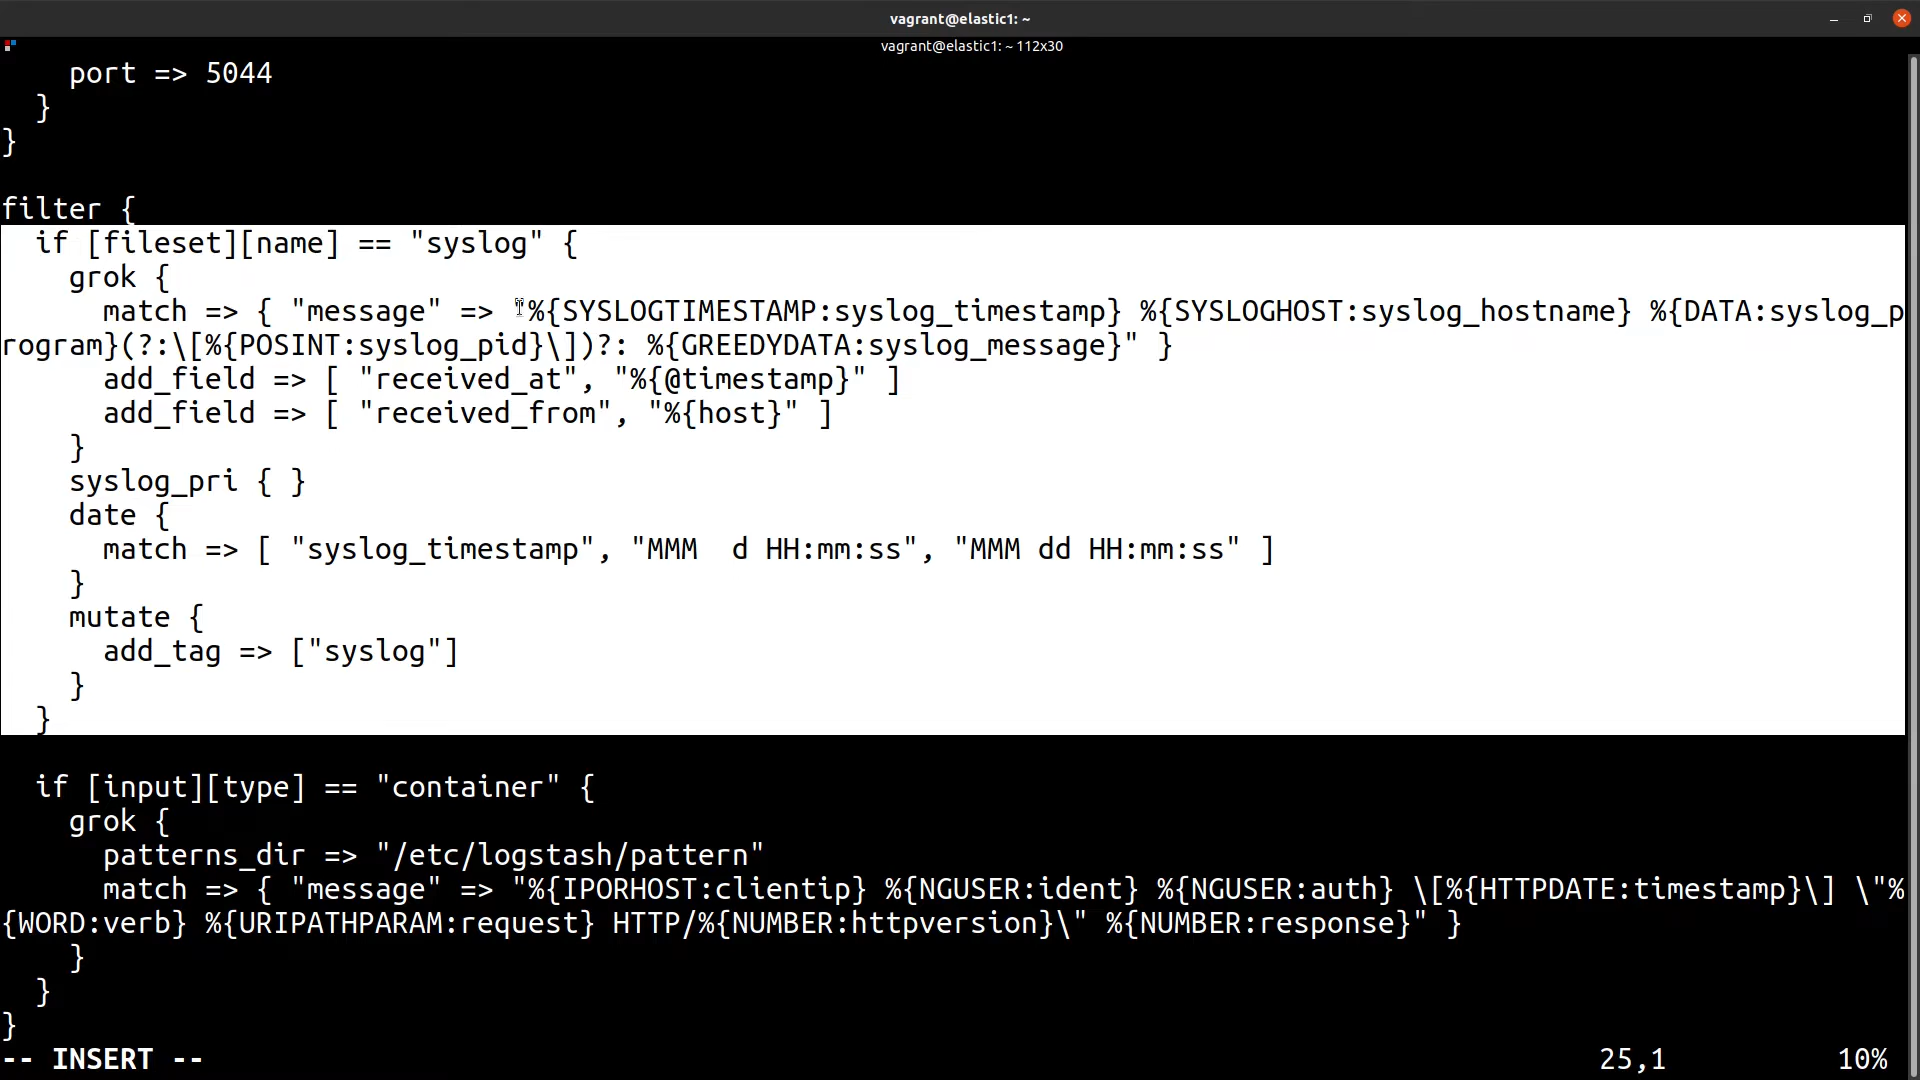 vagrant@elastic1: ~
vagrant@elastic1: ~ 112x30
    port => 5044
  }
}

filter {
  if [fileset][name] == "syslog" {
    grok {
      match => { "message" => "%{SYSLOGTIMESTAMP:syslog_timestamp} %{SYSLOGHOST:syslog_hostname} %{DATA:syslog_p
rogram}(?:\[%{POSINT:syslog_pid}\])?: %{GREEDYDATA:syslog_message}" }
      add_field => [ "received_at", "%{@timestamp}" ]
      add_field => [ "received_from", "%{host}" ]
    }
    syslog_pri { }
    date {
      match => [ "syslog_timestamp", "MMM  d HH:mm:ss", "MMM dd HH:mm:ss" ]
    }
    mutate {
      add_tag => ["syslog"]
    }
  }

  if [input][type] == "container" {
    grok {
      patterns_dir => "/etc/logstash/pattern"
      match => { "message" => "%{IPORHOST:clientip} %{NGUSER:ident} %{NGUSER:auth} \[%{HTTPDATE:timestamp}\] \"%
{WORD:verb} %{URIPATHPARAM:request} HTTP/%{NUMBER:httpversion}\" %{NUMBER:response}" }
    }
  }
}
-- INSERT -- 25,1 10%